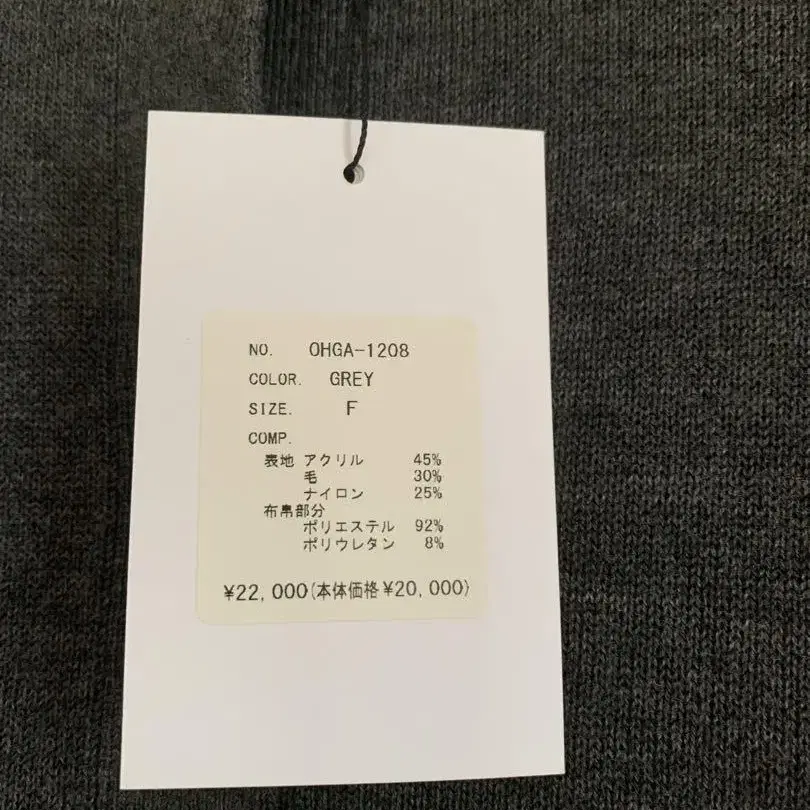 NO. OHGA-1208
COLOR. GREY
SIZE. F
COMP.
表地 アクリル 45%
毛 30%
ナイロン 25%
布帛部分
ポリエステル 92%
ポリウレタン 8%
¥22,000(本体価格¥20,000)